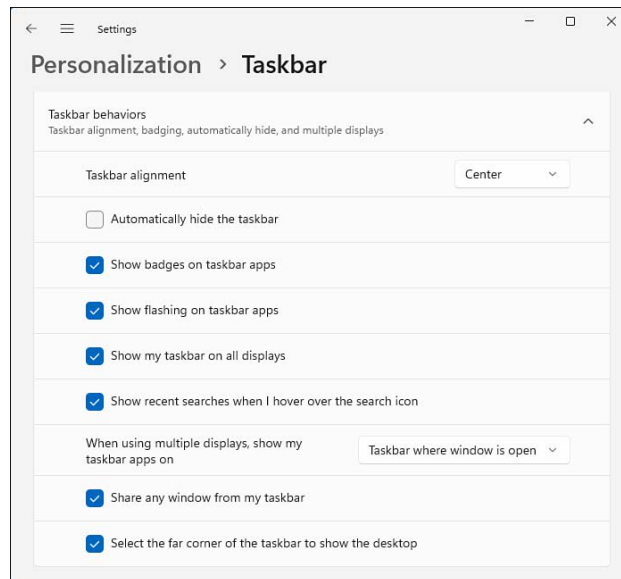 Settings
Personalization > Taskbar
Taskbar behaviors
Taskbar alignment, badging, automatically hide, and multiple displays
Taskbar alignment
Center
Automatically hide the taskbar
Show badges on taskbar apps
Show flashing on taskbar apps
Show my taskbar on all displays
Show recent searches when I hover over the search icon
When using multiple displays, show my
taskbar apps on
Taskbar where window is open
Share any window from my taskbar
Select the far corner of the taskbar to show the desktop